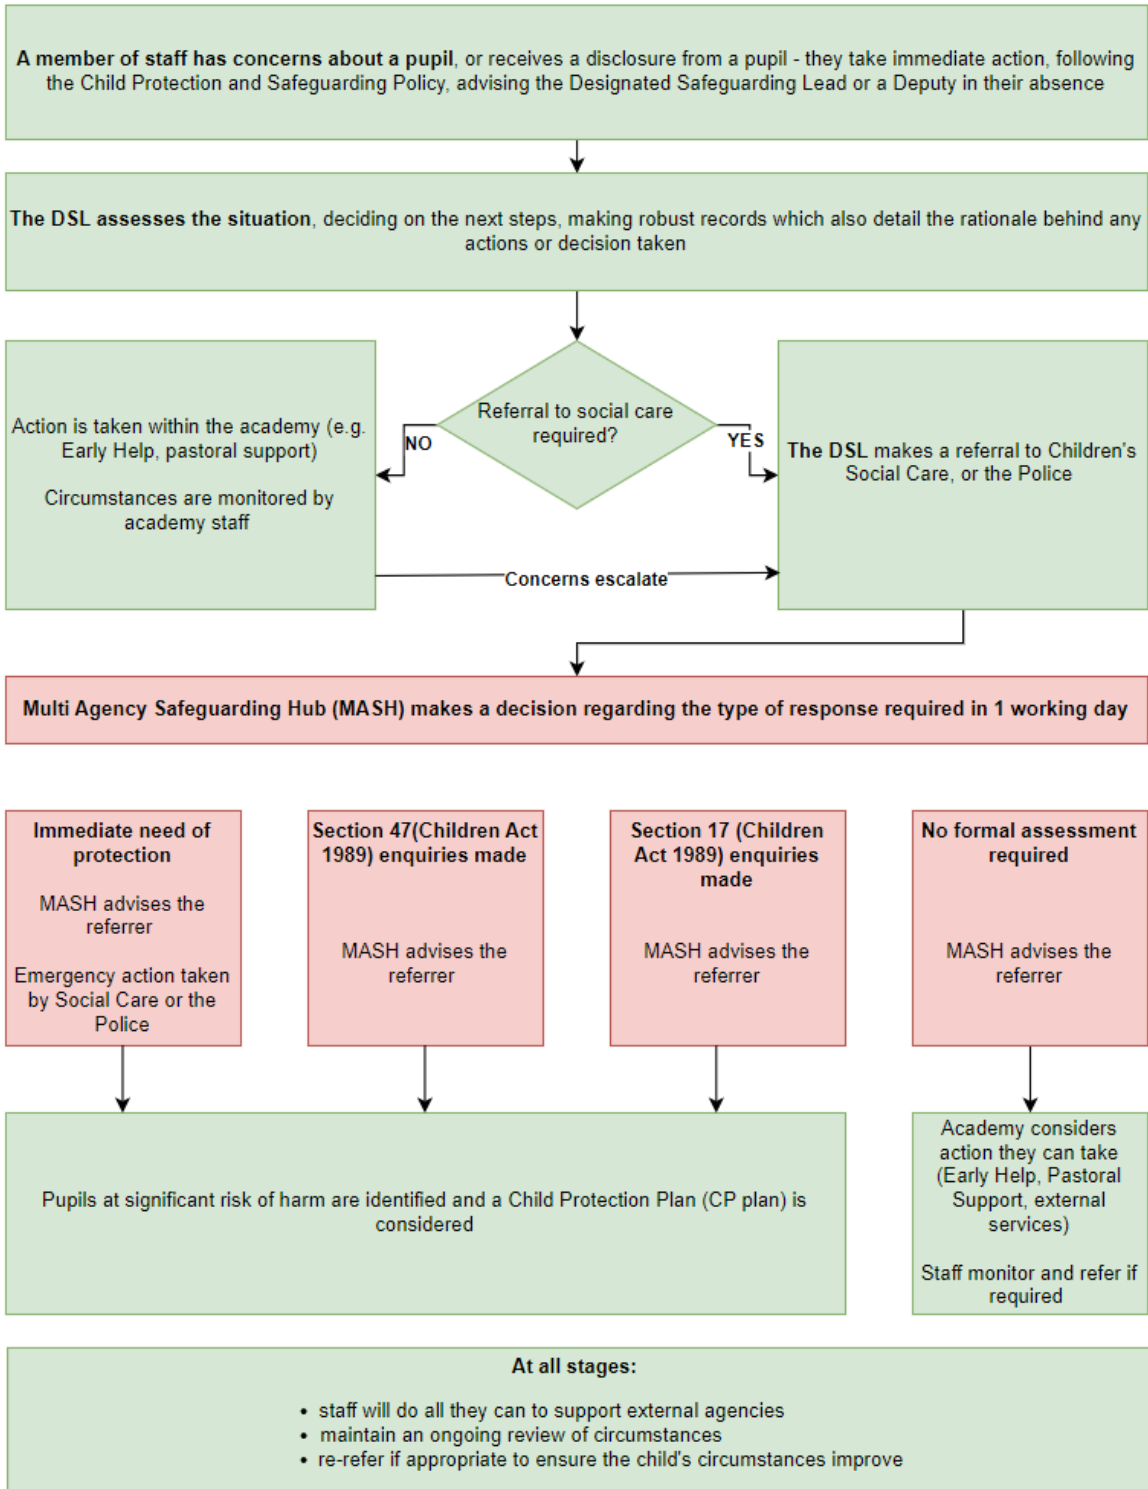 A member of staff has concerns about a pupil, or receives a disclosure from a pupil - they take immediate action, following
the Child Protection and Safeguarding Policy, advising the Designated Safeguarding Lead or a Deputy in their absence
The DSL assesses the situation, deciding on the next steps, making robust records which also detail the rationale behind any
actions or decision taken
Referral to social care
required?
NO
YES
Action is taken within the academy (e.g.
Early Help, pastoral support)
Circumstances are monitored by
academy staff
The DSL makes a referral to Children's
Social Care, or the Police
Concerns escalate
Multi Agency Safeguarding Hub (MASH) makes a decision regarding the type of response required in 1 working day
Immediate need of
protection
MASH advises the
referrer
Emergency action taken
by Social Care or the
Police
Section 47(Children Act
1989) enquiries made
MASH advises the
referrer
Section 17 (Children
Act 1989) enquiries
made
MASH advises the
referrer
No formal assessment
required
MASH advises the
referrer
Pupils at significant risk of harm are identified and a Child Protection Plan (CP plan) is
considered
Academy considers
action they can take
(Early Help, Pastoral
Support, external
services)
Staff monitor and refer if
required
At all stages:
• staff will do all they can to support external agencies
• maintain an ongoing review of circumstances
• re-refer if appropriate to ensure the child's circumstances improve